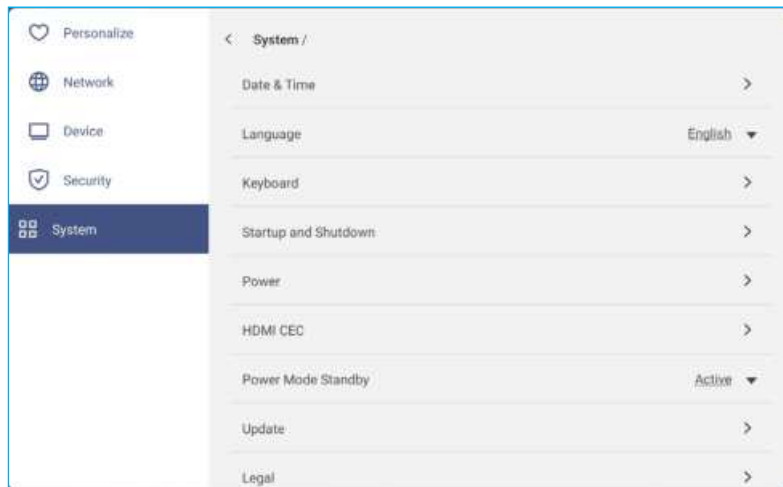 Personalize
Network
Device
Security
System
System /
Date & Time
Language English
Keyboard
Startup and Shutdown
Power
HDMI CEC
Power Mode Standby Active
Update
Legal